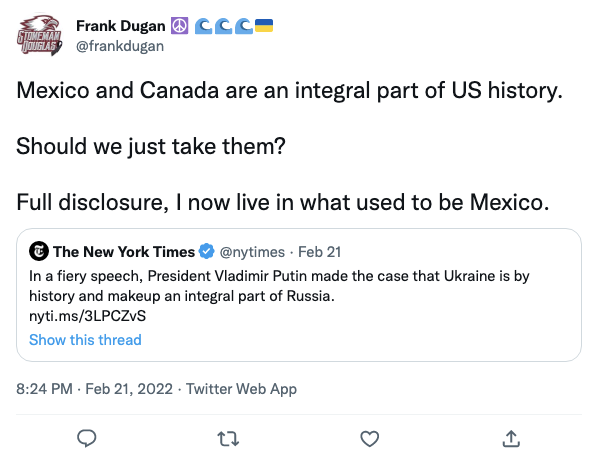 Frank Dugan ☮ 🌊🌊🌊🇺🇦
@frankdugan
STONEMAN
DOUGLAS
Mexico and Canada are an integral part of US history.
Should we just take them?
Full disclosure, I now live in what used to be Mexico.
The New York Times @nytimes · Feb 21
In a fiery speech, President Vladimir Putin made the case that Ukraine is by
history and makeup an integral part of Russia.
nyti.ms/3LPCZvS
Show this thread
8:24 PM · Feb 21, 2022 · Twitter Web App